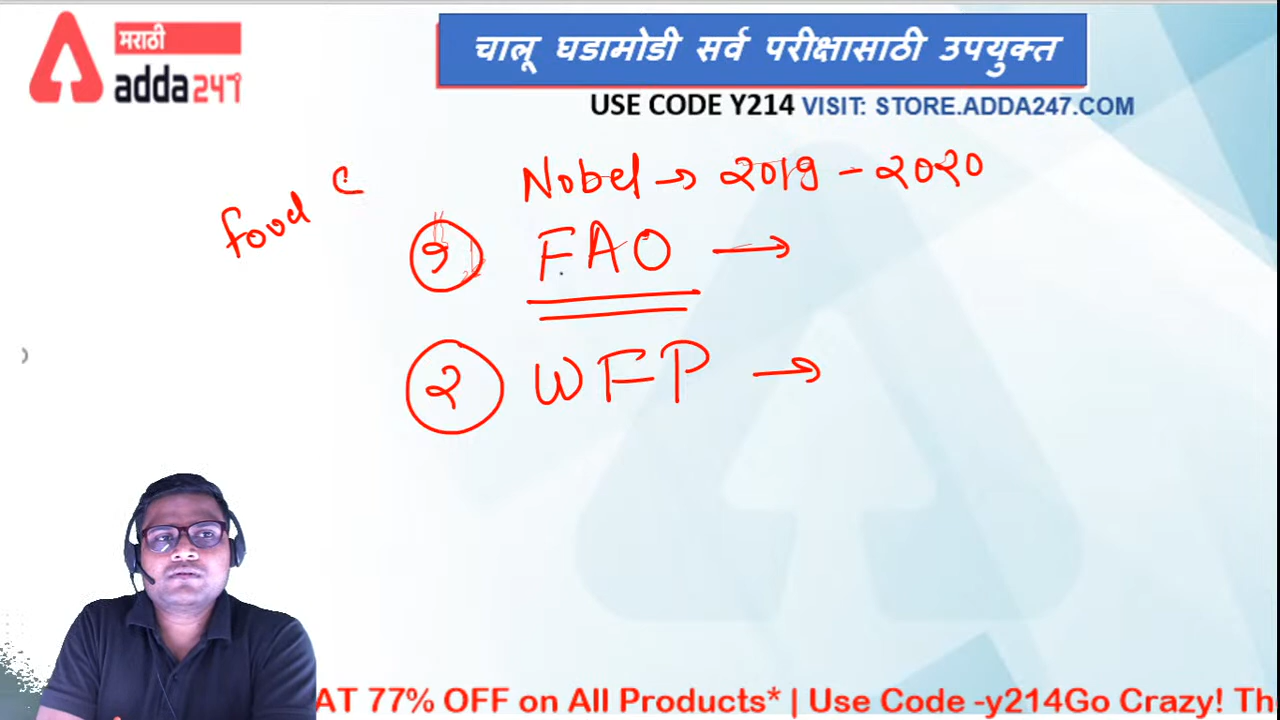 मराठी
adda247
चालू घडामोडी सर्व परीक्षासाठी उपयुक्त
USE CODE Y214 VISIT: STORE.ADDA247.COM
Nobel → २०१९ - २०२०
food C
१ FAO →
२ WFP →
AT 77% OFF on All Products* | Use Code -y214Go Crazy! Th